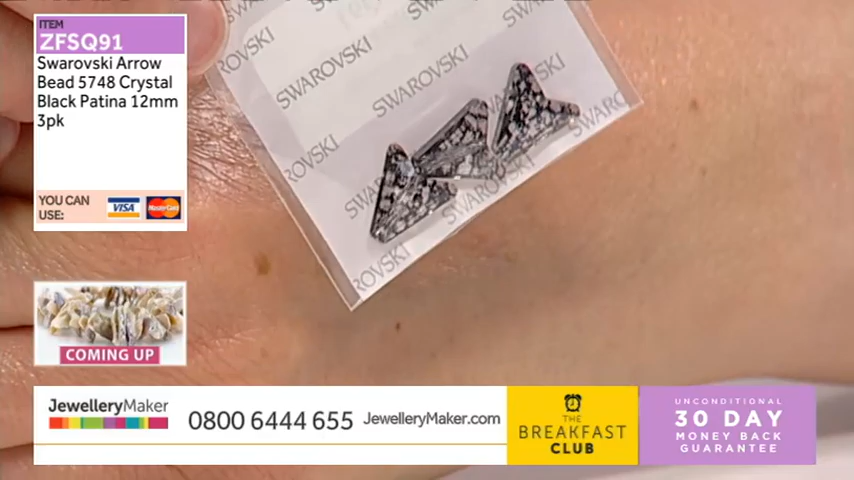 ITEM
ZFSQ91
Swarovski Arrow
Bead 5748 Crystal
Black Patina 12mm
3pk
YOU CAN
USE:
VISA
MasterCard
COMING UP
SWAROVSKI
SWAROVSKI
SWAROVSKI
JewelleryMaker
0800 6444 655
JewelleryMaker.com
THE
BREAKFAST
CLUB
UNCONDITIONAL
30 DAY
MONEY BACK
GUARANTEE